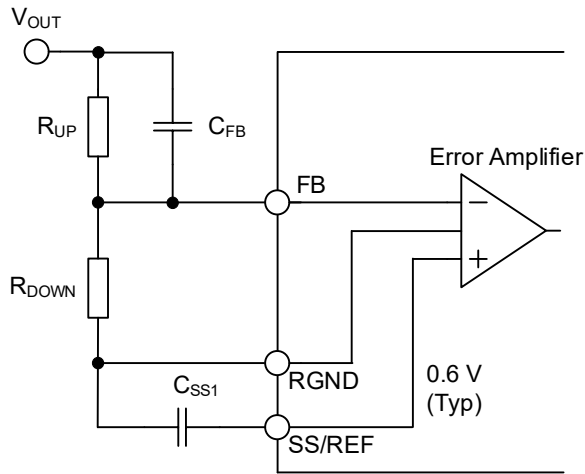 VOUT
RUP
CFB
Error Amplifier
FB
−
+
RDOWN
RGND
CSS1
0.6 V
(Typ)
SS/REF